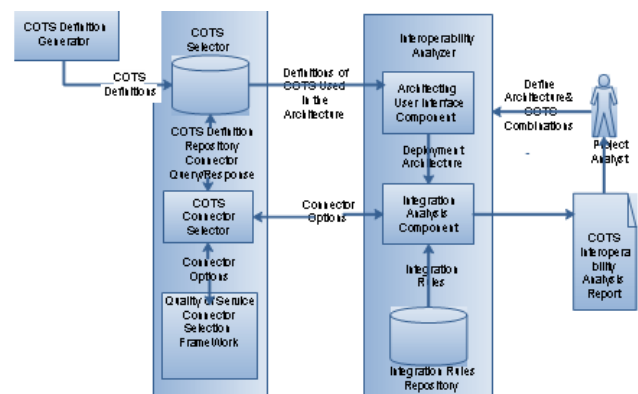 COTS Definition
Generator
COTS
Definitions
COTS
Selector
COTS Definition
Repository
Connector
Query/Response
COTS
Connector
Selector
Connector
Options
Quality of Service
Connector
Selection
FrameWork
Definitions of
COTS Used
in the
Architecture
Connector
Options
Interoperability
Analyzer
Architecting
User Interface
Component
Deployment
Architecture
Integration
Analysis
Component
Integration
Rules
Integration Rules
Repository
Define
Architecture&
COTS
Combinations
Project
Analyst
COTS
Interopera
bility
Analysis
Report